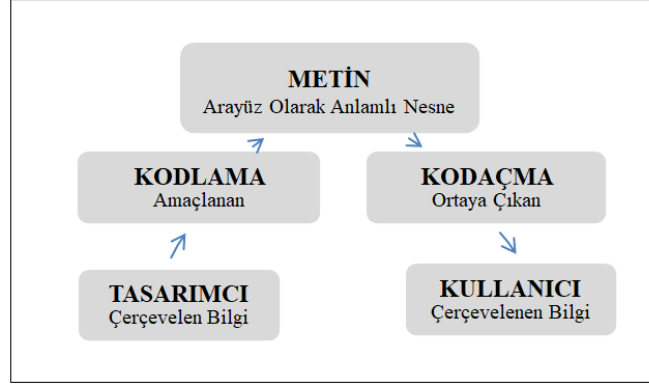 METİN
Arayüz Olarak Anlamlı Nesne
KODLAMA
Amaçlanan
KODAÇMA
Ortaya Çıkan
TASARIMCI
Çerçevelen Bilgi
KULLANICI
Çerçevelenen Bilgi